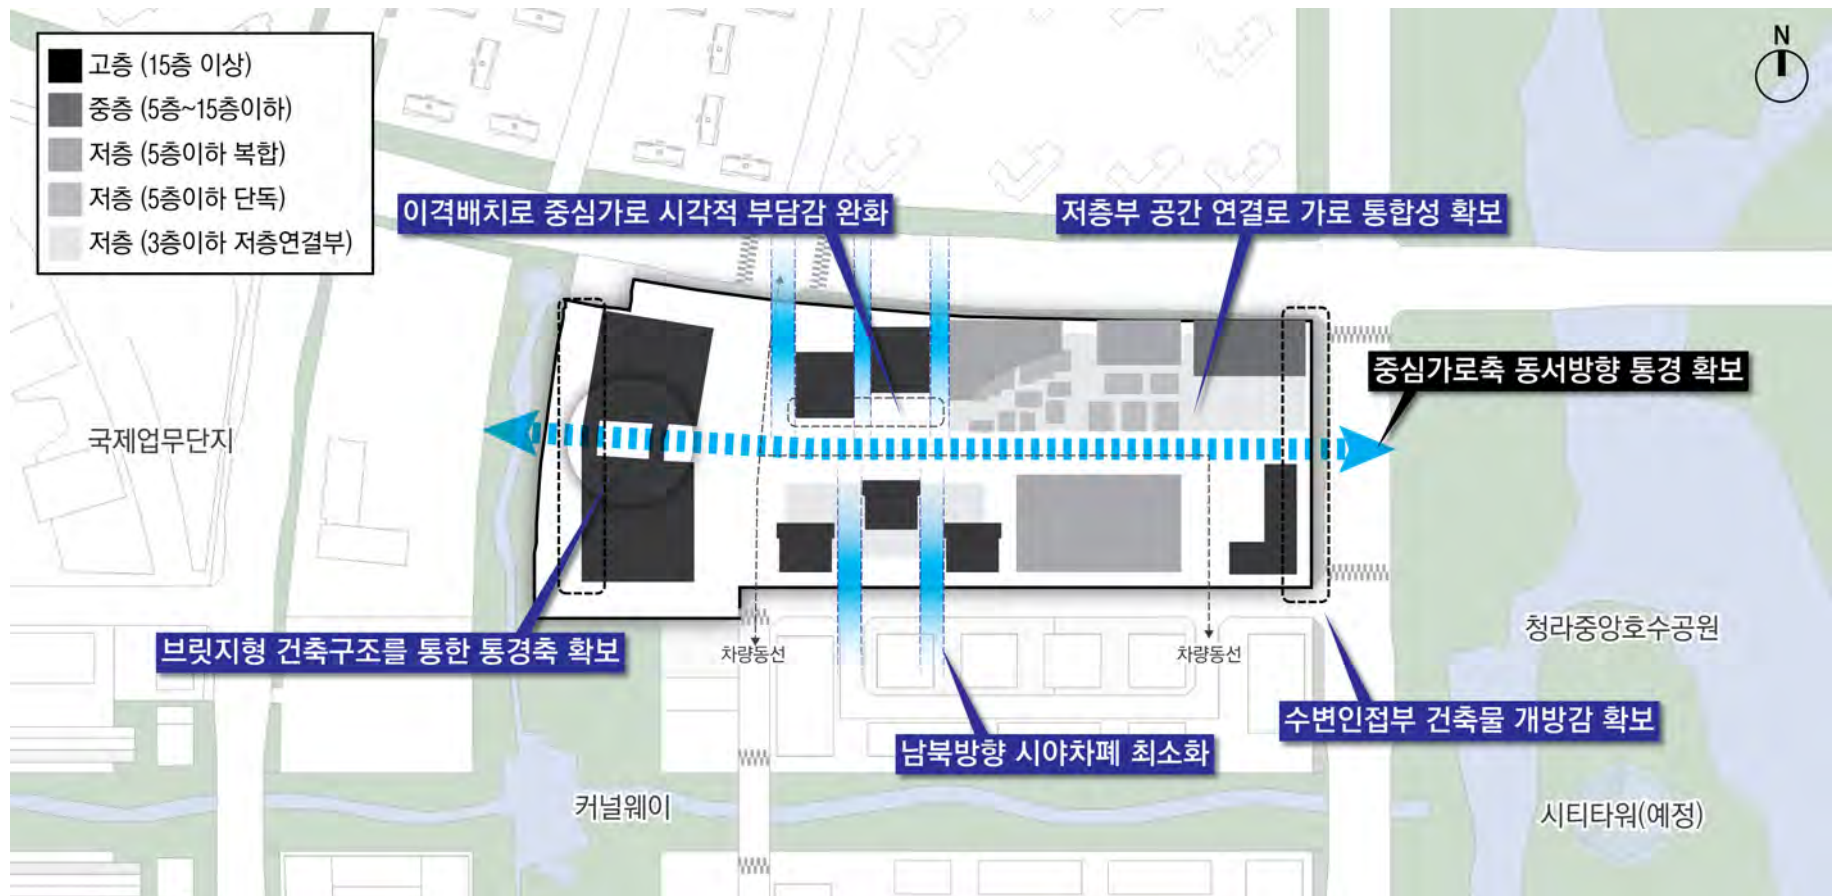 N
고층 (15층 이상)
중층 (5층~15층이하)
저층 (5층이하 복합)
저층 (5층이하 단독)
저층 (3층이하 저층연결부)
이격배치로 중심가로 시각적 부담감 완화
저층부 공간 연결로 가로 통합성 확보
중심가로축 동서방향 통경 확보
국제업무단지
브릿지형 건축구조를 통한 통경축 확보
차량동선
차량동선
청라중앙호수공원
수변인접부 건축물 개방감 확보
남북방향 시야차폐 최소화
커널웨이
시티타워(예정)